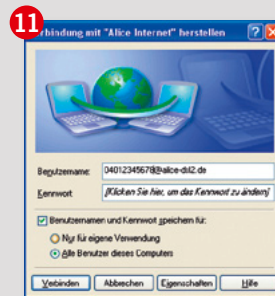 11
Verbindung mit "Alice Internet" herstellen
Benutzername: 04012345678@alice-dsl2.de
Kennwort [Klicken Sie hier, um das Kennwort zu ändern]
Benutzernamen und Kennwort speichern für:
Nur für eigene Verwendung
Alle Benutzer dieses Computers
Verbinden Abbrechen Eigenschaften Hilfe